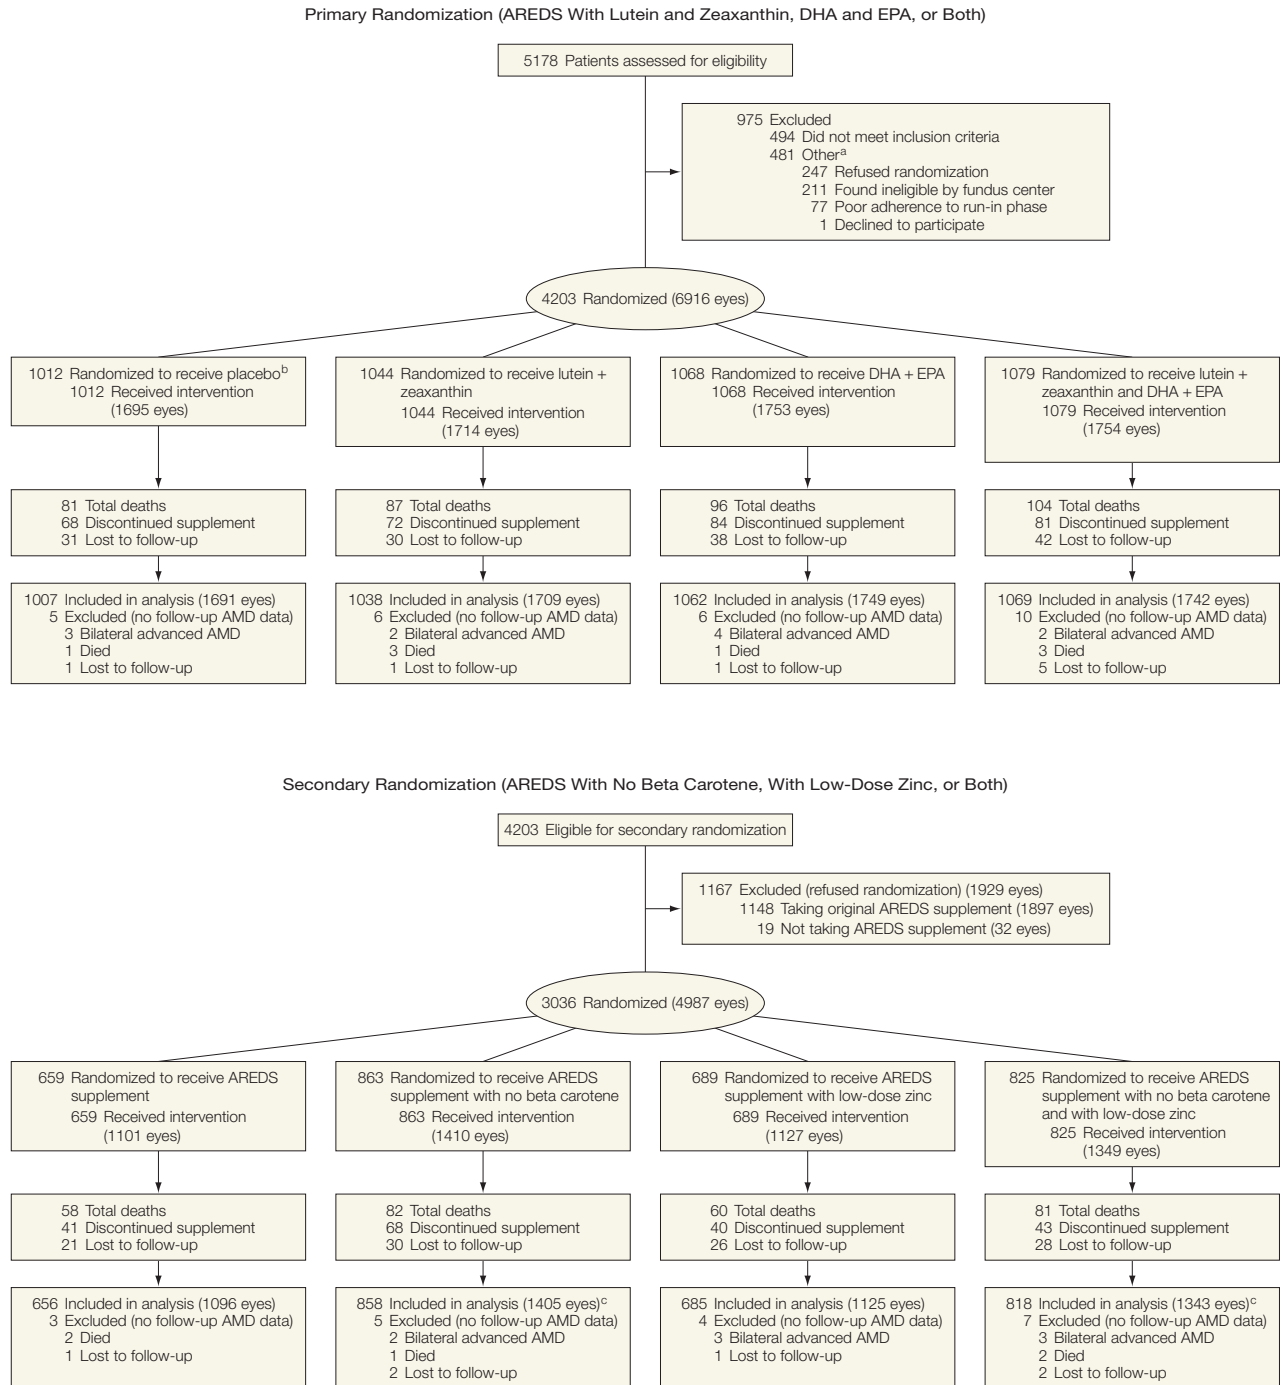 Primary Randomization (AREDS With Lutein and Zeaxanthin, DHA and EPA, or Both)
5178 Patients assessed for eligibility
975 Excluded
494 Did not meet inclusion criteria
481 Otherᵃ
247 Refused randomization
211 Found ineligible by fundus center
77 Poor adherence to run-in phase
1 Declined to participate
4203 Randomized (6916 eyes)
1012 Randomized to receive placeboᵇ
1012 Received intervention
(1695 eyes)
1044 Randomized to receive lutein +
zeaxanthin
1044 Received intervention
(1714 eyes)
1068 Randomized to receive DHA + EPA
1068 Received intervention
(1753 eyes)
1079 Randomized to receive lutein +
zeaxanthin and DHA + EPA
1079 Received intervention
(1754 eyes)
81 Total deaths
68 Discontinued supplement
31 Lost to follow-up
87 Total deaths
72 Discontinued supplement
30 Lost to follow-up
96 Total deaths
84 Discontinued supplement
38 Lost to follow-up
104 Total deaths
81 Discontinued supplement
42 Lost to follow-up
1007 Included in analysis (1691 eyes)
5 Excluded (no follow-up AMD data)
3 Bilateral advanced AMD
1 Died
1 Lost to follow-up
1038 Included in analysis (1709 eyes)
6 Excluded (no follow-up AMD data)
2 Bilateral advanced AMD
3 Died
1 Lost to follow-up
1062 Included in analysis (1749 eyes)
6 Excluded (no follow-up AMD data)
4 Bilateral advanced AMD
1 Died
1 Lost to follow-up
1069 Included in analysis (1742 eyes)
10 Excluded (no follow-up AMD data)
2 Bilateral advanced AMD
3 Died
5 Lost to follow-up
Secondary Randomization (AREDS With No Beta Carotene, With Low-Dose Zinc, or Both)
4203 Eligible for secondary randomization
1167 Excluded (refused randomization) (1929 eyes)
1148 Taking original AREDS supplement (1897 eyes)
19 Not taking AREDS supplement (32 eyes)
3036 Randomized (4987 eyes)
659 Randomized to receive AREDS
supplement
659 Received intervention
(1101 eyes)
863 Randomized to receive AREDS
supplement with no beta carotene
863 Received intervention
(1410 eyes)
689 Randomized to receive AREDS
supplement with low-dose zinc
689 Received intervention
(1127 eyes)
825 Randomized to receive AREDS
supplement with no beta carotene
and with low-dose zinc
825 Received intervention
(1349 eyes)
58 Total deaths
41 Discontinued supplement
21 Lost to follow-up
82 Total deaths
68 Discontinued supplement
30 Lost to follow-up
60 Total deaths
40 Discontinued supplement
26 Lost to follow-up
81 Total deaths
43 Discontinued supplement
28 Lost to follow-up
656 Included in analysis (1096 eyes)
3 Excluded (no follow-up AMD data)
2 Died
1 Lost to follow-up
858 Included in analysis (1405 eyes)ᶜ
5 Excluded (no follow-up AMD data)
2 Bilateral advanced AMD
1 Died
2 Lost to follow-up
685 Included in analysis (1125 eyes)
4 Excluded (no follow-up AMD data)
3 Bilateral advanced AMD
1 Lost to follow-up
818 Included in analysis (1343 eyes)ᶜ
7 Excluded (no follow-up AMD data)
3 Bilateral advanced AMD
2 Died
2 Lost to follow-up